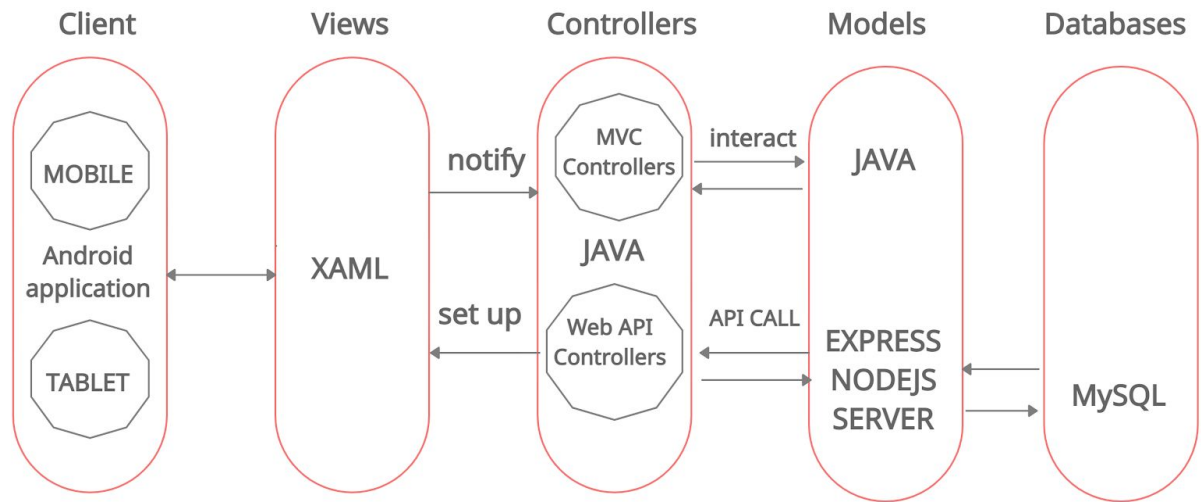 Client
Views
Controllers
Models
Databases
MOBILE
Android
application
TABLET
XAML
notify
set up
MVC
Controllers
JAVA
Web API
Controllers
interact
API CALL
JAVA
EXPRESS
NODEJS
SERVER
MySQL